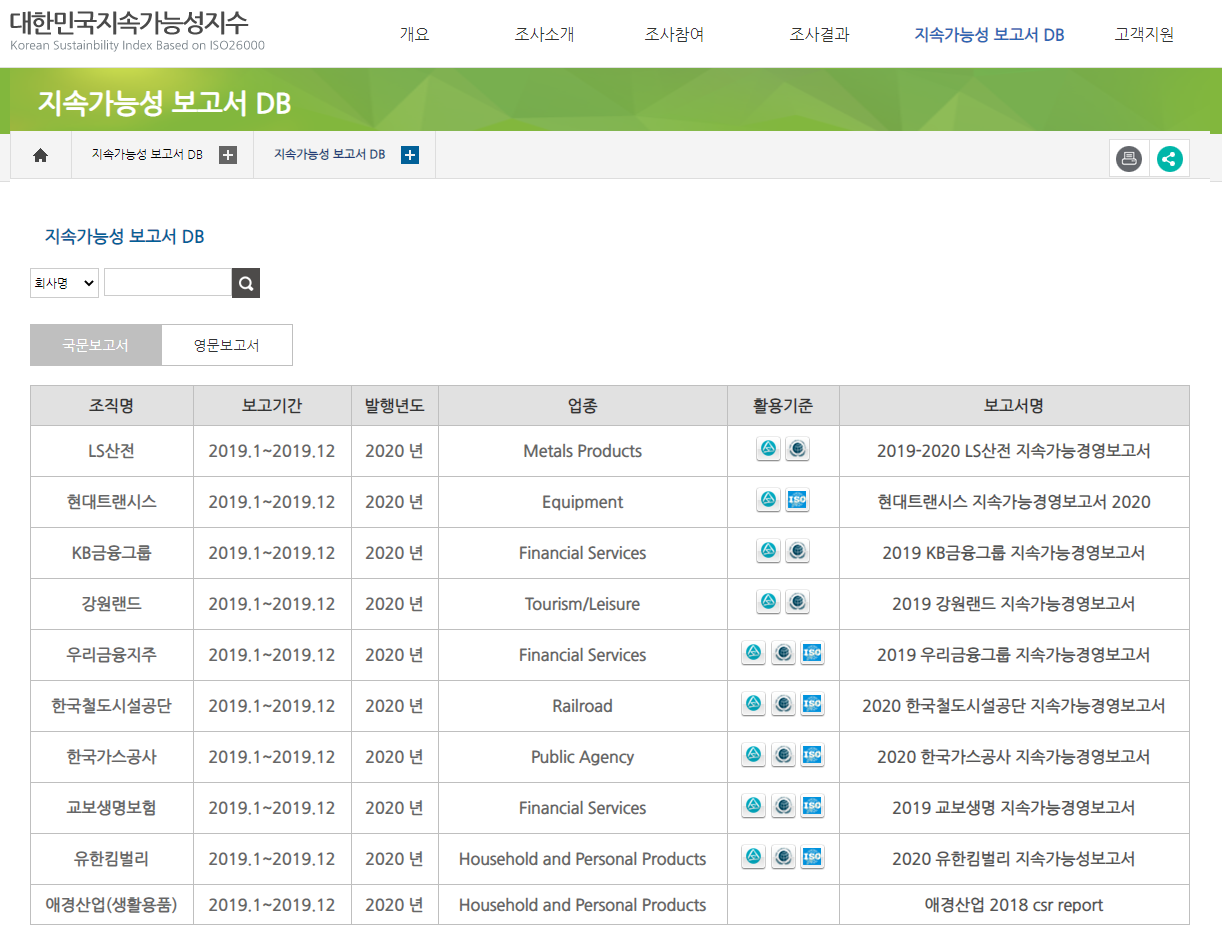 대한민국지속가능성지수
Korean Sustainbility Index Based on ISO26000
개요 조사소개 조사참여 조사결과 지속가능성 보고서 DB 고객지원
지속가능성 보고서 DB
지속가능성 보고서 DB 지속가능성 보고서 DB
지속가능성 보고서 DB
회사명
국문보고서 영문보고서
조직명 보고기간 발행년도 업종 활용기준 보고서명
LS산전 2019.1~2019.12 2020 년 Metals Products 2019-2020 LS산전 지속가능경영보고서
현대트랜시스 2019.1~2019.12 2020 년 Equipment ISO 현대트랜시스 지속가능경영보고서 2020
KB금융그룹 2019.1~2019.12 2020 년 Financial Services 2019 KB금융그룹 지속가능경영보고서
강원랜드 2019.1~2019.12 2020 년 Tourism/Leisure 2019 강원랜드 지속가능경영보고서
우리금융지주 2019.1~2019.12 2020 년 Financial Services ISO 2019 우리금융그룹 지속가능경영보고서
한국철도시설공단 2019.1~2019.12 2020 년 Railroad ISO 2020 한국철도시설공단 지속가능경영보고서
한국가스공사 2019.1~2019.12 2020 년 Public Agency ISO 2020 한국가스공사 지속가능경영보고서
교보생명보험 2019.1~2019.12 2020 년 Financial Services ISO 2019 교보생명 지속가능경영보고서
유한킴벌리 2019.1~2019.12 2020 년 Household and Personal Products ISO 2020 유한킴벌리 지속가능성보고서
애경산업(생활용품) 2019.1~2019.12 2020 년 Household and Personal Products 애경산업 2018 csr report